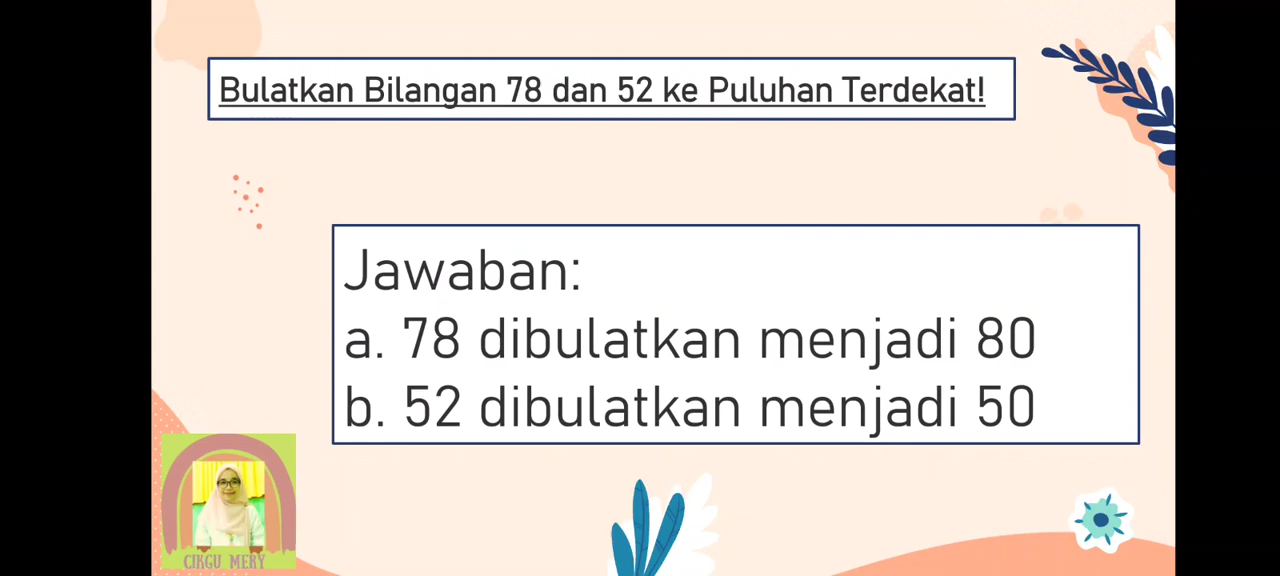 Bulatkan Bilangan 78 dan 52 ke Puluhan Terdekat!
Jawaban:
a. 78 dibulatkan menjadi 80
b. 52 dibulatkan menjadi 50
CIKGU MERY